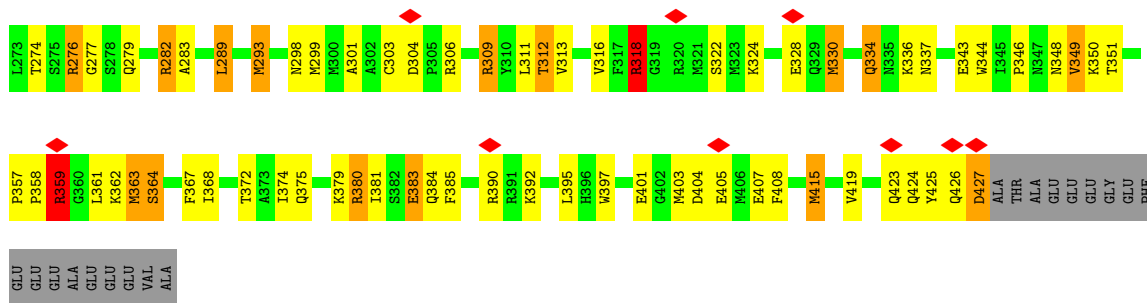 L273 T274 S275 R276 G277 S278 Q279 R282 A283 L289 M293 N298 M299 M300 A301 A302 C303 D304 P305 R306 R309 Y310 L311 T312 V313 V316 F317 R318 G319 R320 M321 S322 M323 K324 E328 Q329 M330 Q334 N335 K336 N337 E343 W344 I345 P346 N347 N348 V349 K350 T351
P357 P358 R359 G360 L361 K362 M363 S364 F367 I368 T372 A373 I374 Q375 K379 R380 I381 S382 E383 Q384 F385 R390 R391 K392 L395 H396 W397 E401 G402 M403 D404 E405 M406 E407 F408 M415 V419 Q423 Q424 Y425 Q426 D427 ALA THR ALA GLU GLU GLU GLY GLU PHE
GLU GLU GLU ALA GLU GLU GLU VAL ALA